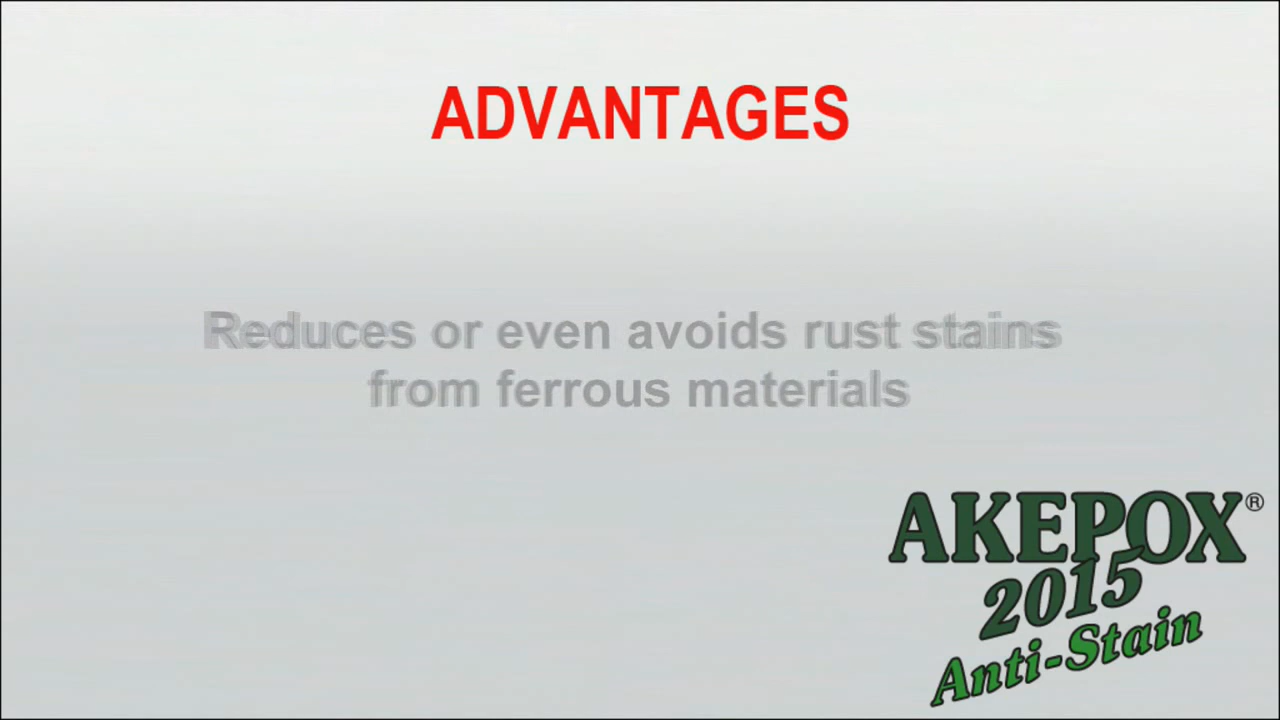 ADVANTAGES
Reduces or even avoids rust stains
from ferrous materials
AKEPOX®
2015
Anti-Stain